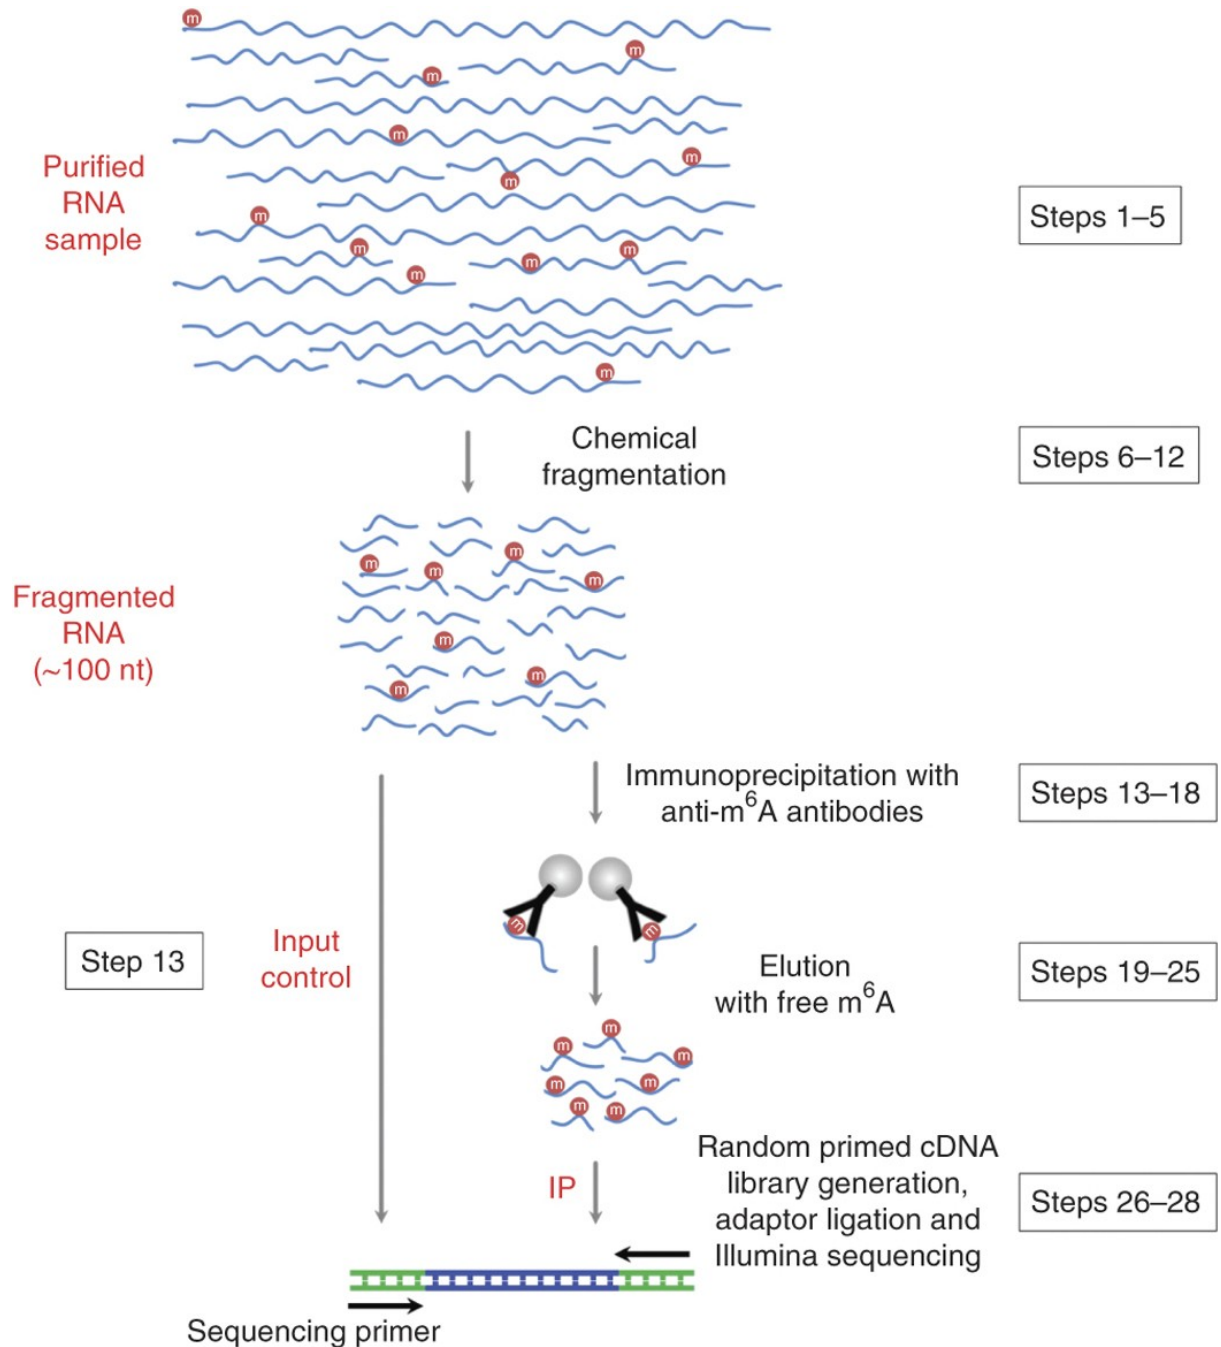 m
m
m
m
Purified
RNA
sample
m
m
m
m
m
m
m
m
Steps 1–5
m
Chemical
fragmentation
Steps 6–12
Fragmented
RNA
(~100 nt)
m
m
m
m
m
m
m
Immunoprecipitation with
anti-m⁶A antibodies
Steps 13–18
m
m
Step 13
Input
control
Elution
with free m⁶A
Steps 19–25
m
m
m
m
m
m
m
IP
Random primed cDNA
library generation,
adaptor ligation and
Illumina sequencing
Steps 26–28
Sequencing primer